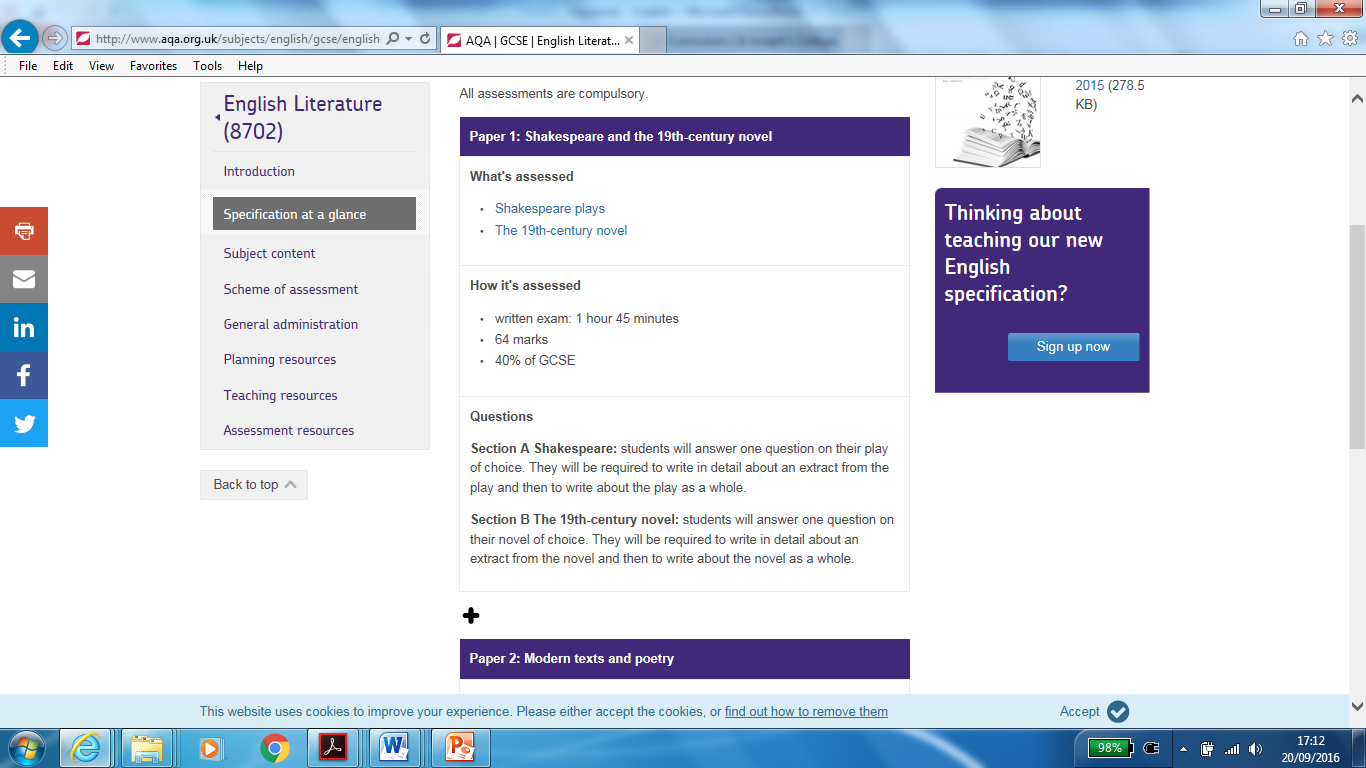 http://www.aqa.org.uk/subjects/english/gcse/english
AQA | GCSE | English Literat...
File Edit View Favorites Tools Help
English Literature
(8702)
Introduction
Specification at a glance
Subject content
Scheme of assessment
General administration
Planning resources
Teaching resources
Assessment resources
Back to top
All assessments are compulsory.
Paper 1: Shakespeare and the 19th-century novel
What's assessed
• Shakespeare plays
• The 19th-century novel
How it's assessed
• written exam: 1 hour 45 minutes
• 64 marks
• 40% of GCSE
Questions
Section A Shakespeare: students will answer one question on their play
of choice. They will be required to write in detail about an extract from the
play and then to write about the play as a whole.
Section B The 19th-century novel: students will answer one question on
their novel of choice. They will be required to write in detail about an
extract from the novel and then to write about the novel as a whole.
Paper 2: Modern texts and poetry
2015 (278.5
KB)
Thinking about
teaching our new
English
specification?
Sign up now
This website uses cookies to improve your experience. Please either accept the cookies, or find out how to remove them
Accept
98%
17:12
20/09/2016